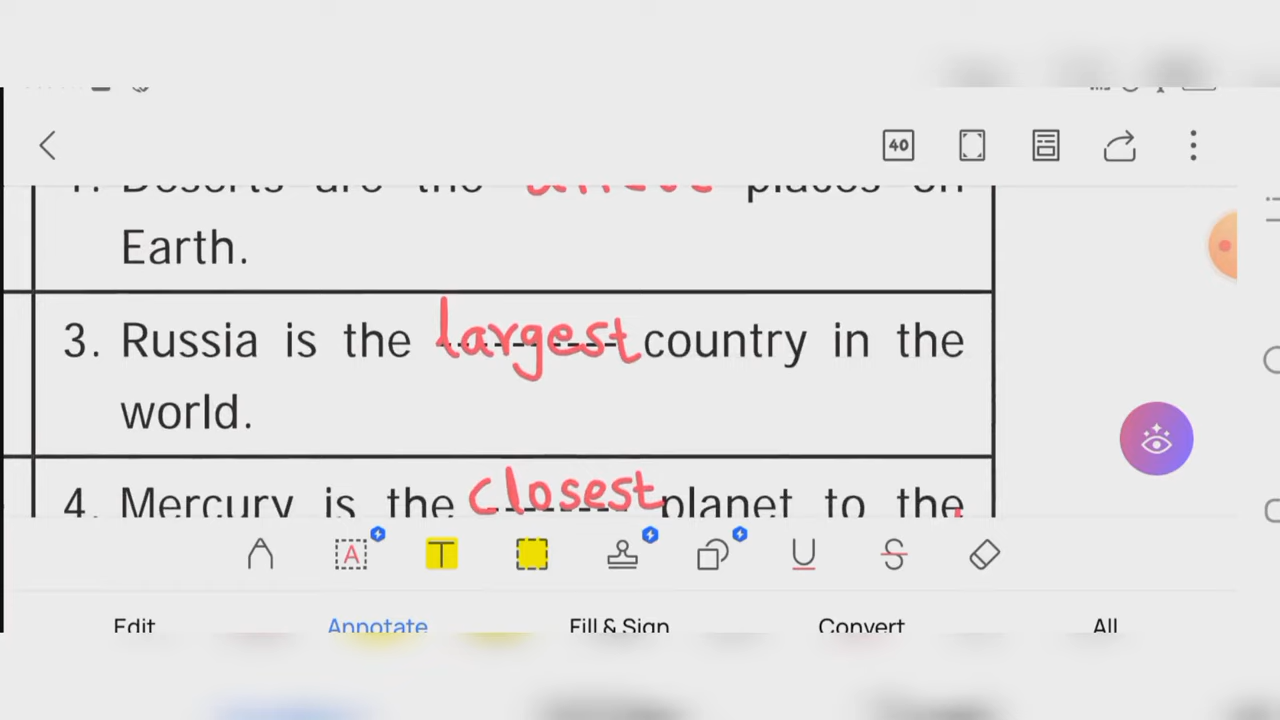 40
Earth.
3. Russia is the largest country in the
world.
4. Mercury is the closest planet to the
A T U S
Edit Annotate Fill & Sign Convert All